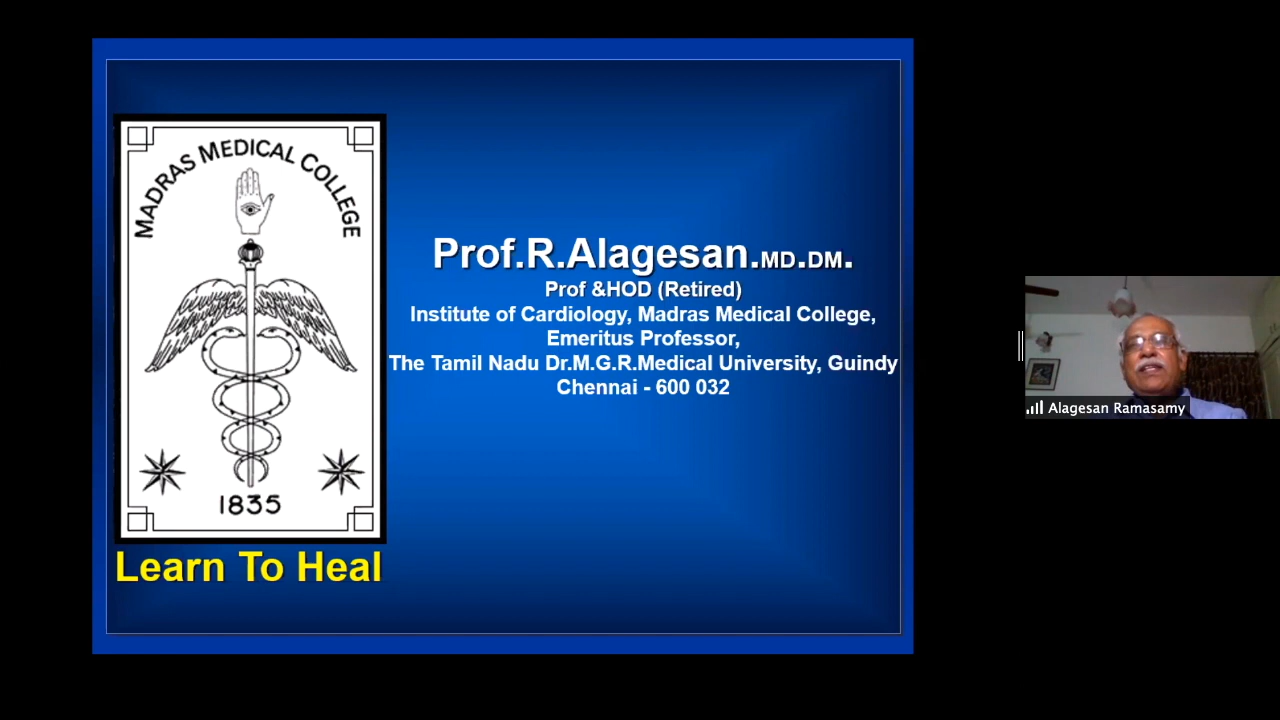 MADRAS MEDICAL COLLEGE
1835
Learn To Heal
Prof.R.Alagesan.MD.DM.
Prof &HOD (Retired)
Institute of Cardiology, Madras Medical College,
Emeritus Professor,
The Tamil Nadu Dr.M.G.R.Medical University, Guindy
Chennai - 600 032
Alagesan Ramasamy